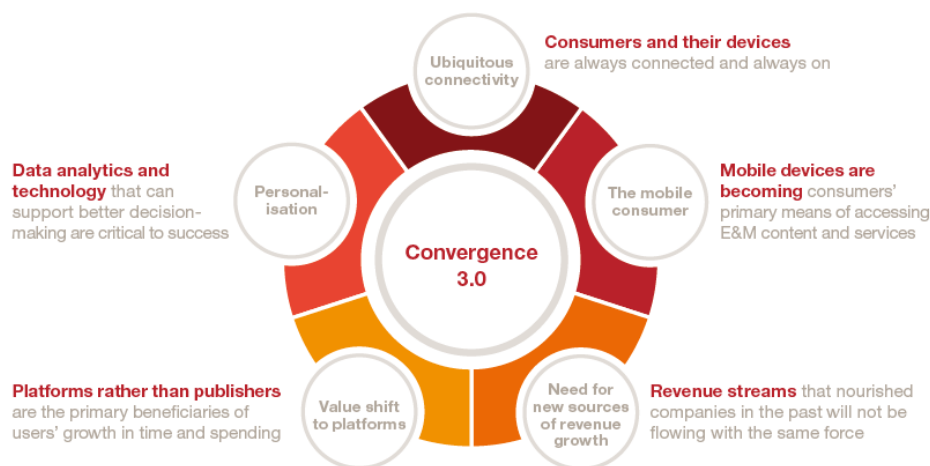 Ubiquitous
connectivity
Consumers and their devices
are always connected and always on
Data analytics and
technology that can
support better decision-
making are critical to success
Personal-
isation
The mobile
consumer
Mobile devices are
becoming consumers’
primary means of accessing
E&M content and services
Convergence
3.0
Platforms rather than publishers
are the primary beneficiaries of
users’ growth in time and spending
Value shift
to platforms
Need for
new sources
of revenue
growth
Revenue streams that nourished
companies in the past will not be
flowing with the same force